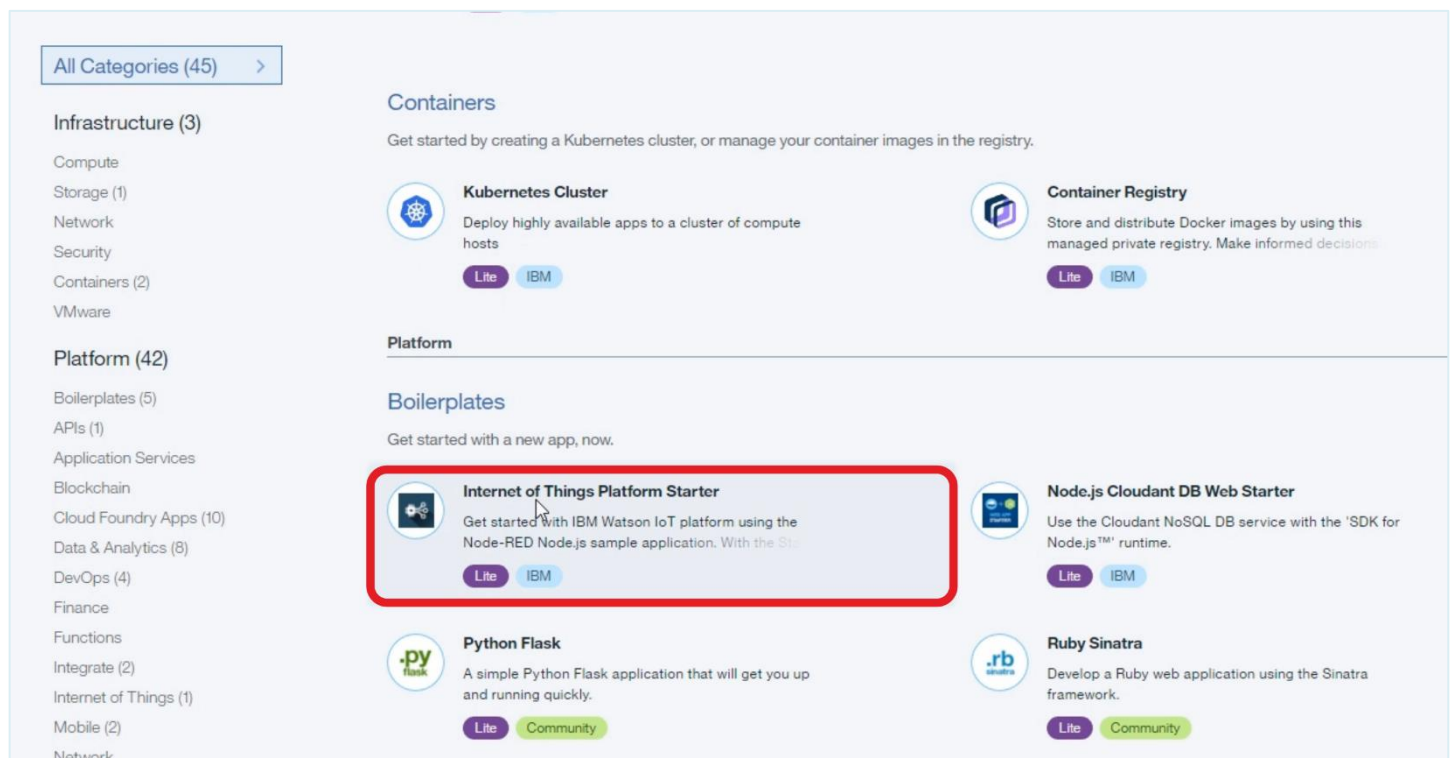 All Categories (45) >
Infrastructure (3)
Compute
Storage (1)
Network
Security
Containers (2)
VMware
Platform (42)
Boilerplates (5)
APIs (1)
Application Services
Blockchain
Cloud Foundry Apps (10)
Data & Analytics (8)
DevOps (4)
Finance
Functions
Integrate (2)
Internet of Things (1)
Mobile (2)
Network
Containers
Get started by creating a Kubernetes cluster, or manage your container images in the registry.
Kubernetes Cluster
Deploy highly available apps to a cluster of compute
hosts
Lite IBM
Container Registry
Store and distribute Docker images by using this
managed private registry. Make informed decisions
Lite IBM
Platform
Boilerplates
Get started with a new app, now.
Internet of Things Platform Starter
Get started with IBM Watson IoT platform using the
Node-RED Node.js sample application. With the
Lite IBM
Node.js Cloudant DB Web Starter
Use the Cloudant NoSQL DB service with the 'SDK for
Node.js™' runtime.
Lite IBM
.py
flask
Python Flask
A simple Python Flask application that will get you up
and running quickly.
Lite Community
.rb
sinatra
Ruby Sinatra
Develop a Ruby web application using the Sinatra
framework.
Lite Community